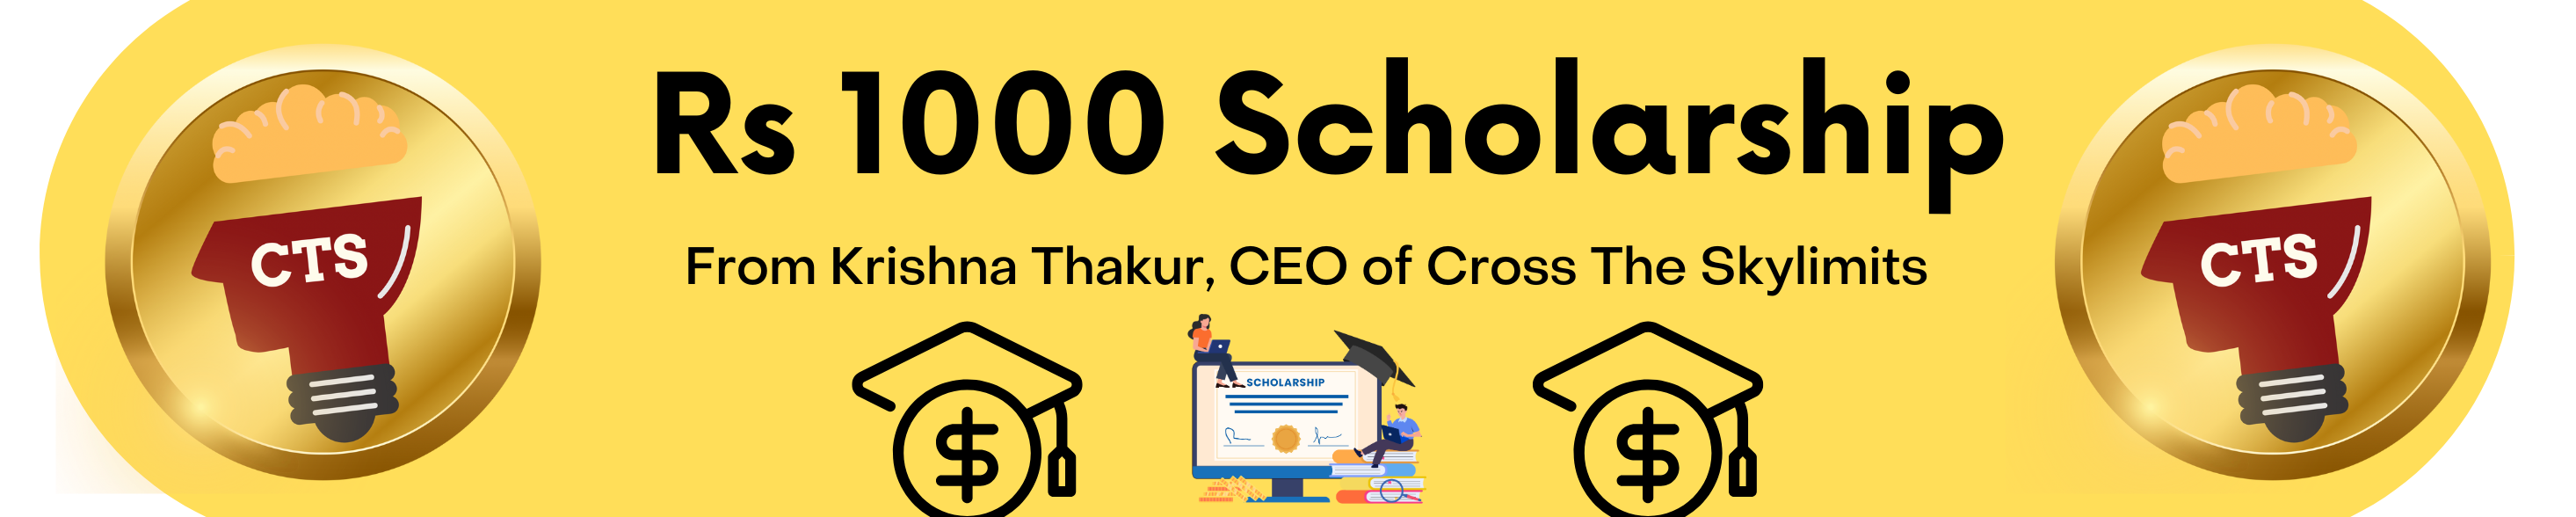 Rs 1000 Scholarship
From Krishna Thakur, CEO of Cross The Skylimits
CTS
CTS
SCHOLARSHIP
$
$